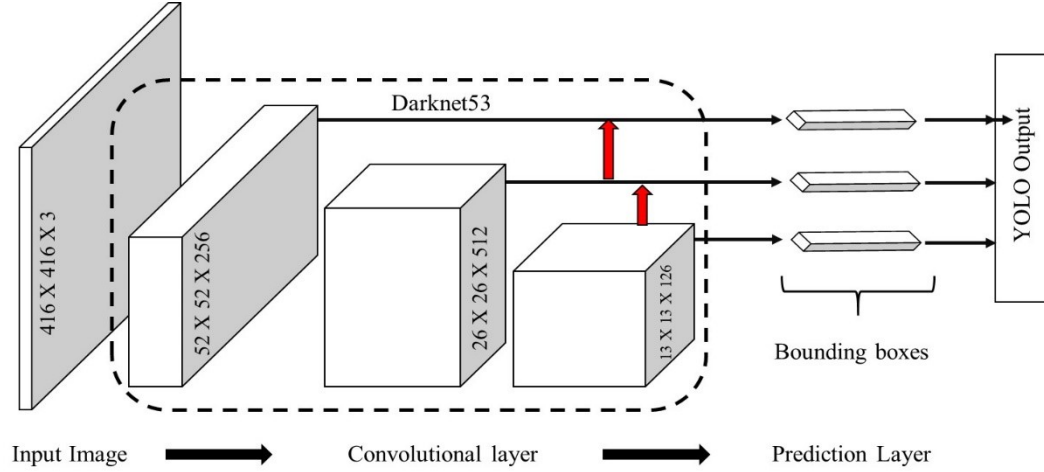 Darknet53
416 X 416 X 3
52 X 52 X 256
26 X 26 X 512
13 X 13 X 126
YOLO Output
Bounding boxes
Input Image
Convolutional layer
Prediction Layer